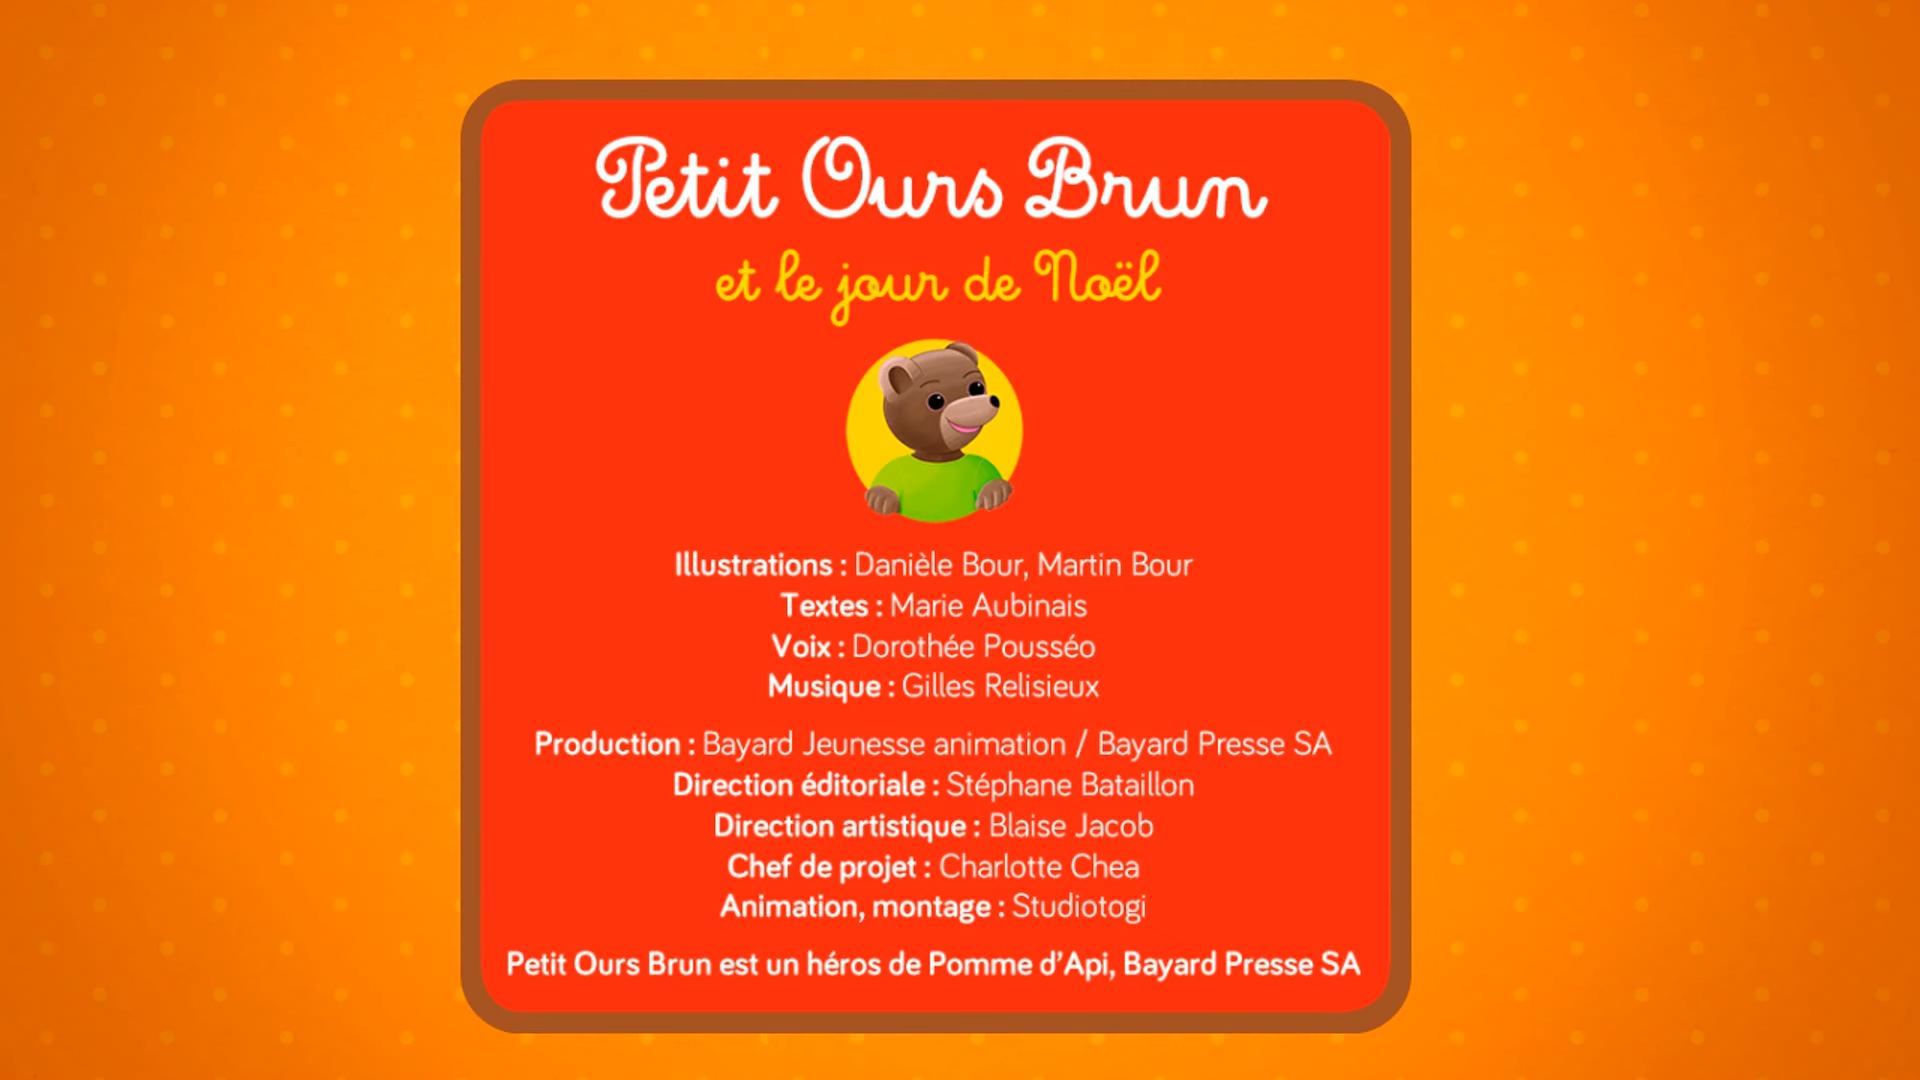 Petit Ours Brun
et le jour de Noël
Illustrations : Danièle Bour, Martin Bour
Textes : Marie Aubinais
Voix : Dorothée Pousséo
Musique : Gilles Relisieux
Production : Bayard Jeunesse animation / Bayard Presse SA
Direction éditoriale : Stéphane Bataillon
Direction artistique : Blaise Jacob
Chef de projet : Charlotte Chea
Animation, montage : Studiotogi
Petit Ours Brun est un héros de Pomme d’Api, Bayard Presse SA